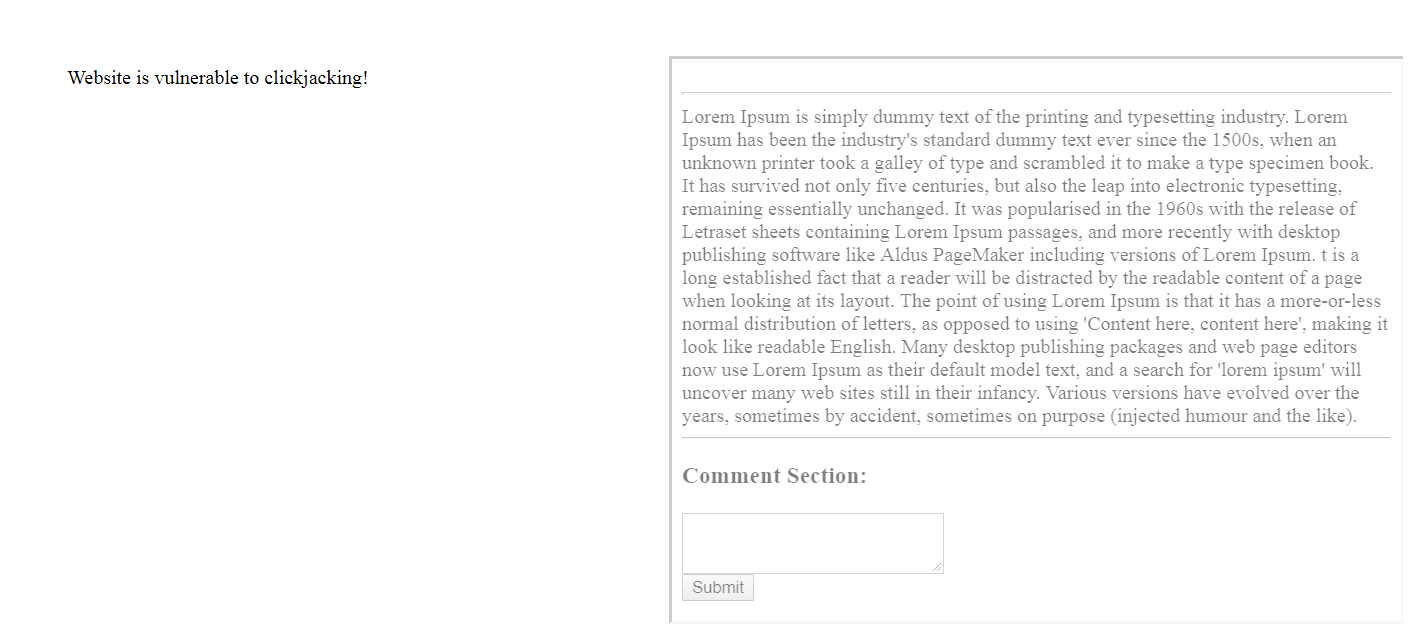 Website is vulnerable to clickjacking!
Lorem Ipsum is simply dummy text of the printing and typesetting industry. Lorem
Ipsum has been the industry's standard dummy text ever since the 1500s, when an
unknown printer took a galley of type and scrambled it to make a type specimen book.
It has survived not only five centuries, but also the leap into electronic typesetting,
remaining essentially unchanged. It was popularised in the 1960s with the release of
Letraset sheets containing Lorem Ipsum passages, and more recently with desktop
publishing software like Aldus PageMaker including versions of Lorem Ipsum. t is a
long established fact that a reader will be distracted by the readable content of a page
when looking at its layout. The point of using Lorem Ipsum is that it has a more-or-less
normal distribution of letters, as opposed to using 'Content here, content here', making it
look like readable English. Many desktop publishing packages and web page editors
now use Lorem Ipsum as their default model text, and a search for 'lorem ipsum' will
uncover many web sites still in their infancy. Various versions have evolved over the
years, sometimes by accident, sometimes on purpose (injected humour and the like).
Comment Section:
Submit